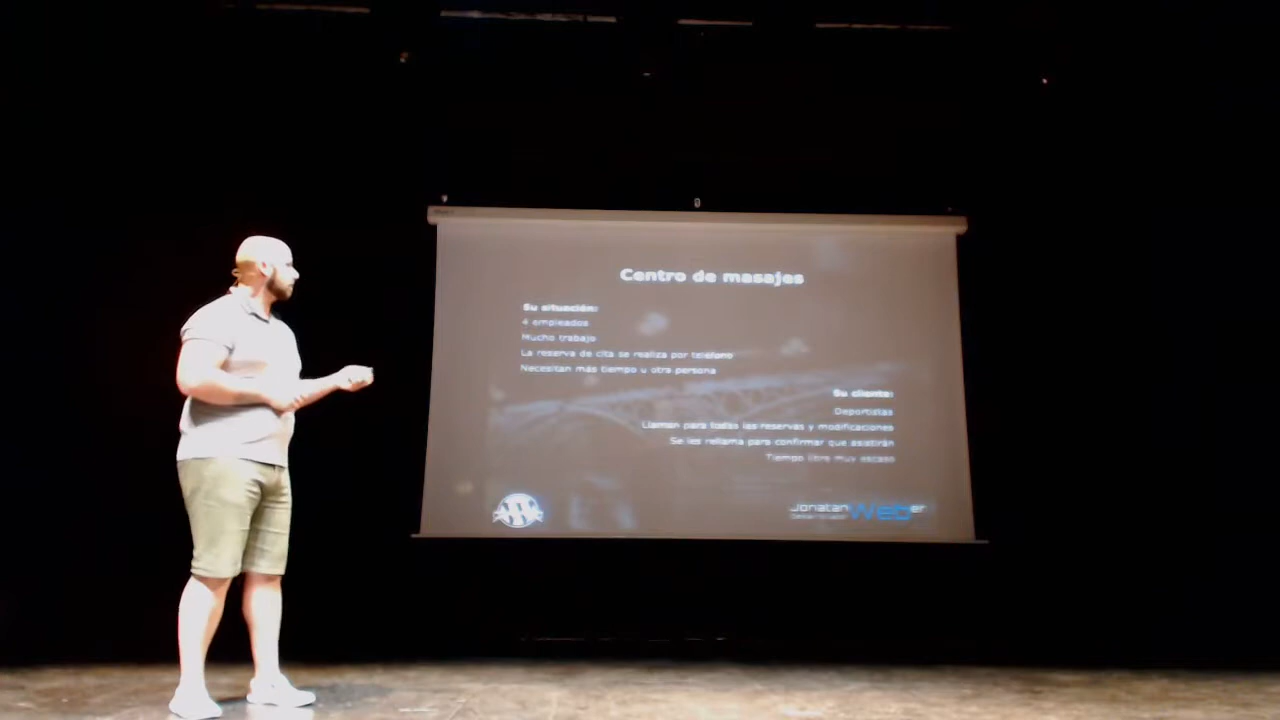 Centro de masajes
Su situación:
4 empleados
Mucho trabajo
La reserva de cita se realiza por teléfono
Necesitan más tiempo u otra persona
Su cliente:
Deportistas
Llaman para todas las reservas y modificaciones
Se les rellama para confirmar que asistirán
Tiempo libre muy escaso
Jonatan WEBer